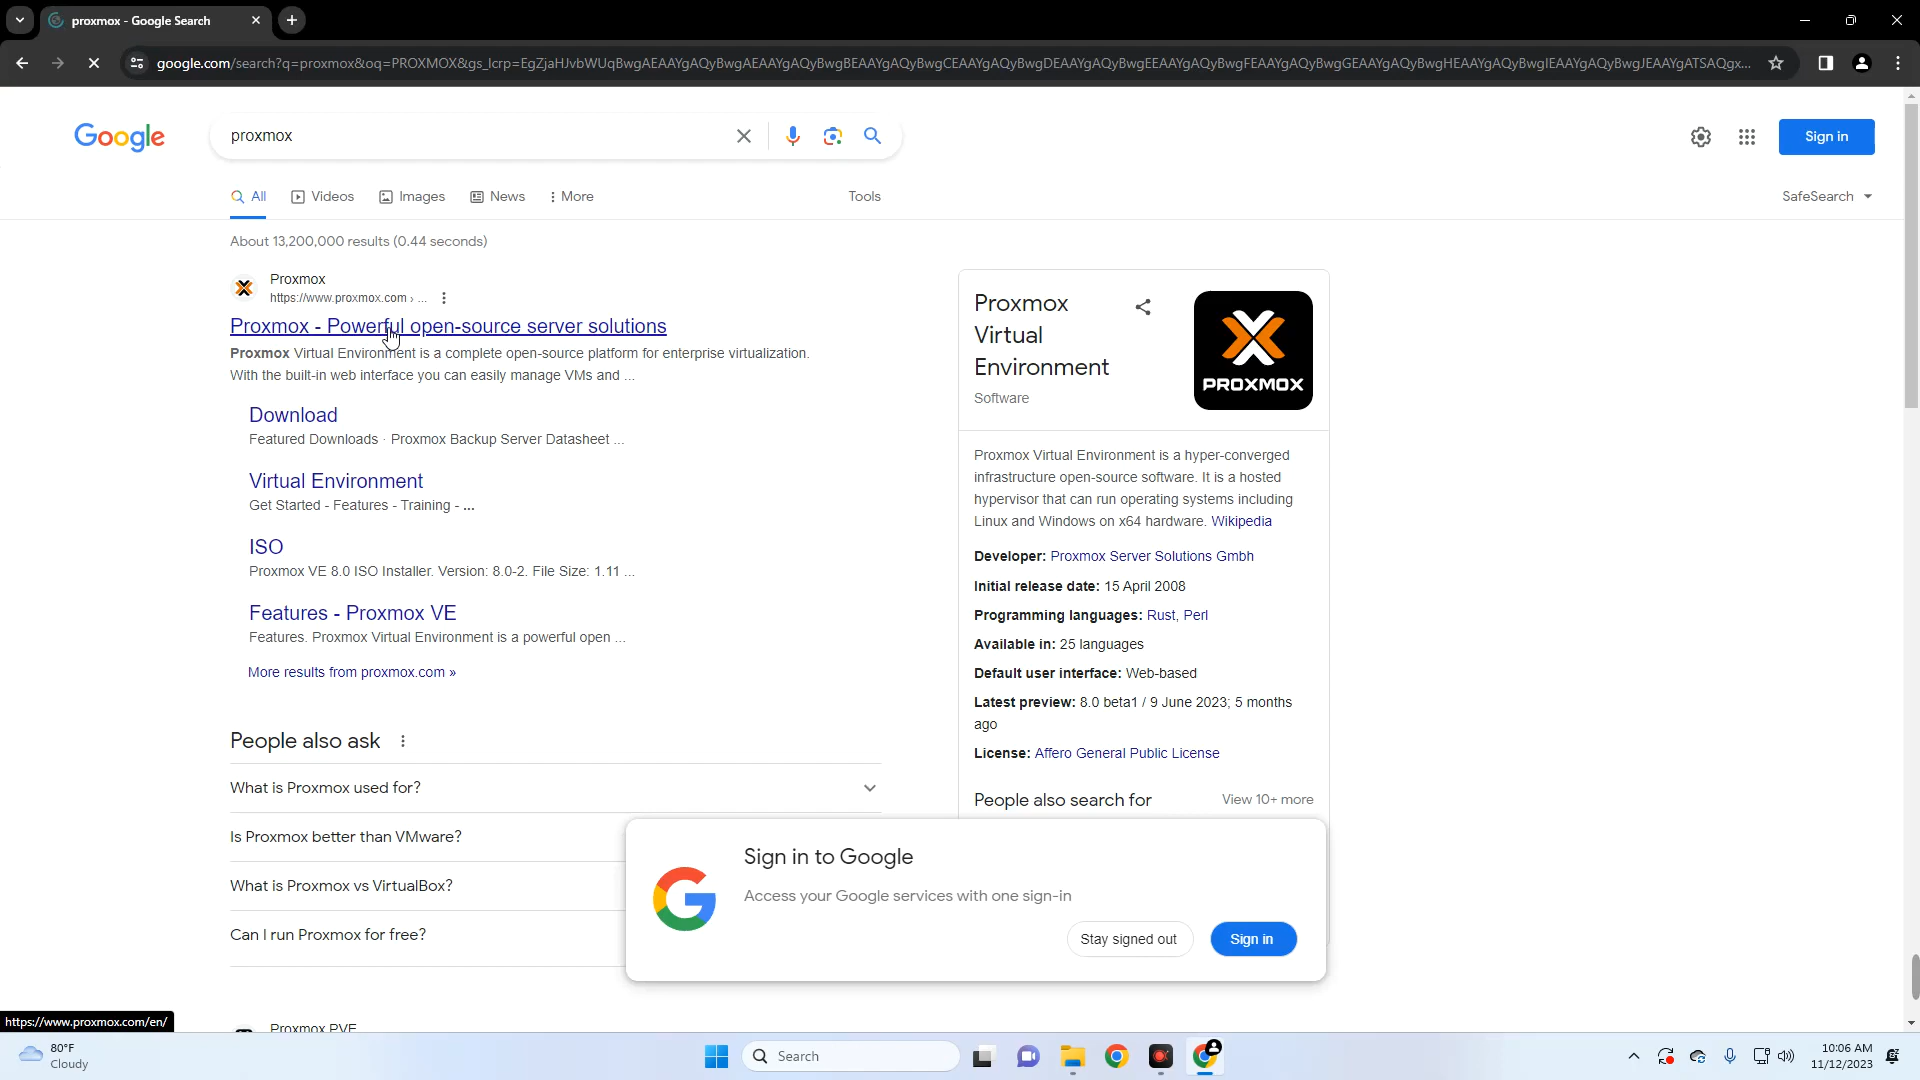 proxmox - Google Search
google.com/search?q=proxmox&oq=PROXMOX&gs_lcrp=EgZjaHJvbWUqBwgAEAAYgAQyBwgAEAAYgAQyBwgBEAAYgAQyBwgCEAAYgAQyBwgDEAAYgAQyBwgEEAAYgAQyBwgFEAAYgAQyBwgGEAAYgAQyBwgHEAAYgAQyBwgIEAAYgAQyBwgJEAAYgATSAQgx...
Google
proxmox
Sign in
All
Videos
Images
News
More
Tools
SafeSearch
About 13,200,000 results (0.44 seconds)
Proxmox
https://www.proxmox.com › ...
Proxmox - Powerful open-source server solutions
Proxmox Virtual Environment is a complete open-source platform for enterprise virtualization.
With the built-in web interface you can easily manage VMs and ...
Download
Featured Downloads · Proxmox Backup Server Datasheet ...
Virtual Environment
Get Started - Features - Training - ...
ISO
Proxmox VE 8.0 ISO Installer. Version: 8.0-2. File Size: 1.11 ...
Features - Proxmox VE
Features. Proxmox Virtual Environment is a powerful open ...
More results from proxmox.com »
People also ask
What is Proxmox used for?
Is Proxmox better than VMware?
What is Proxmox vs VirtualBox?
Can I run Proxmox for free?
Proxmox PVE
Proxmox
Virtual
Environment
Software
PROXMOX
Proxmox Virtual Environment is a hyper-converged
infrastructure open-source software. It is a hosted
hypervisor that can run operating systems including
Linux and Windows on x64 hardware. Wikipedia
Developer: Proxmox Server Solutions Gmbh
Initial release date: 15 April 2008
Programming languages: Rust, Perl
Available in: 25 languages
Default user interface: Web-based
Latest preview: 8.0 beta1 / 9 June 2023; 5 months
ago
License: Affero General Public License
People also search for
View 10+ more
Sign in to Google
Access your Google services with one sign-in
Stay signed out
Sign in
https://www.proxmox.com/en/
80°F
Cloudy
Search
10:06 AM
11/12/2023